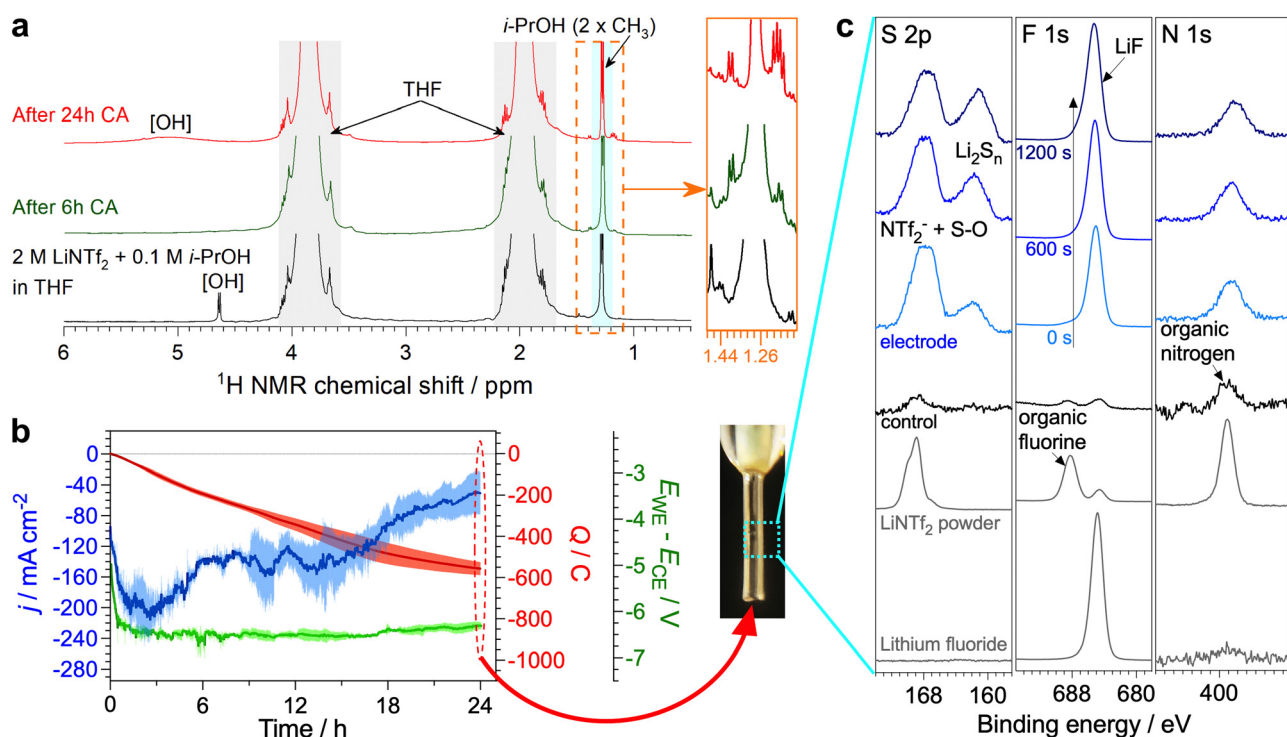 a
i-PrOH (2 x CH₃)
THF
After 24h CA
[OH]
After 6h CA
2 M LiNTf₂ + 0.1 M i-PrOH
in THF
[OH]
6 5 4 3 2 1
1.44 1.26
¹H NMR chemical shift / ppm
b
0
-40
-80
-120
-160
-200
-240
-280
j / mA cm⁻²
0
-200
-400
-600
-800
-1000
Q / C
-3
-4
-5
-6
-7
E_WE - E_CE / V
0 6 12 18 24
Time / h
c
S 2p
F 1s
N 1s
LiF
1200 s
Li₂Sₙ
600 s
NTf₂⁻ + S-O
0 s
electrode
organic
nitrogen
control
organic
fluorine
LiNTf₂ powder
Lithium fluoride
168 160
688 680
400
Binding energy / eV